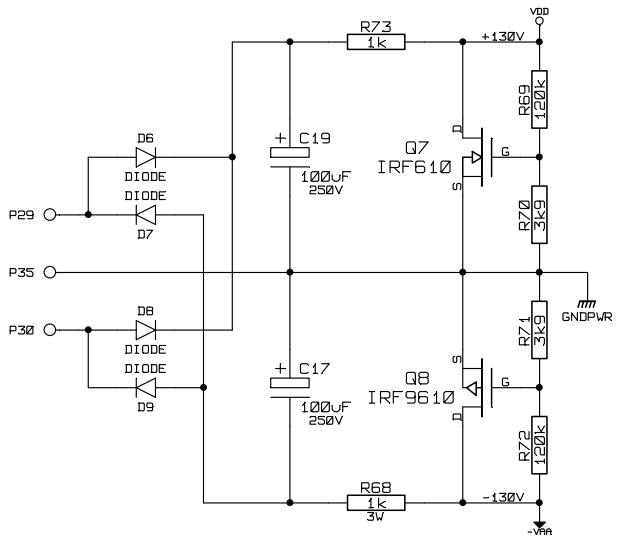 VDD
R73
1k
+130V
R69
120k
D6
DIODE
C19
+
100uF
250V
Q7
IRF610
D
G
S
DIODE
D7
P29
R70
3k9
P35
GNDPWR
P30
D8
DIODE
DIODE
D9
R71
3k9
C17
+
100uF
250V
Q8
IRF9610
S
G
D
R72
120k
R68
1k
3W
-130V
-VAA